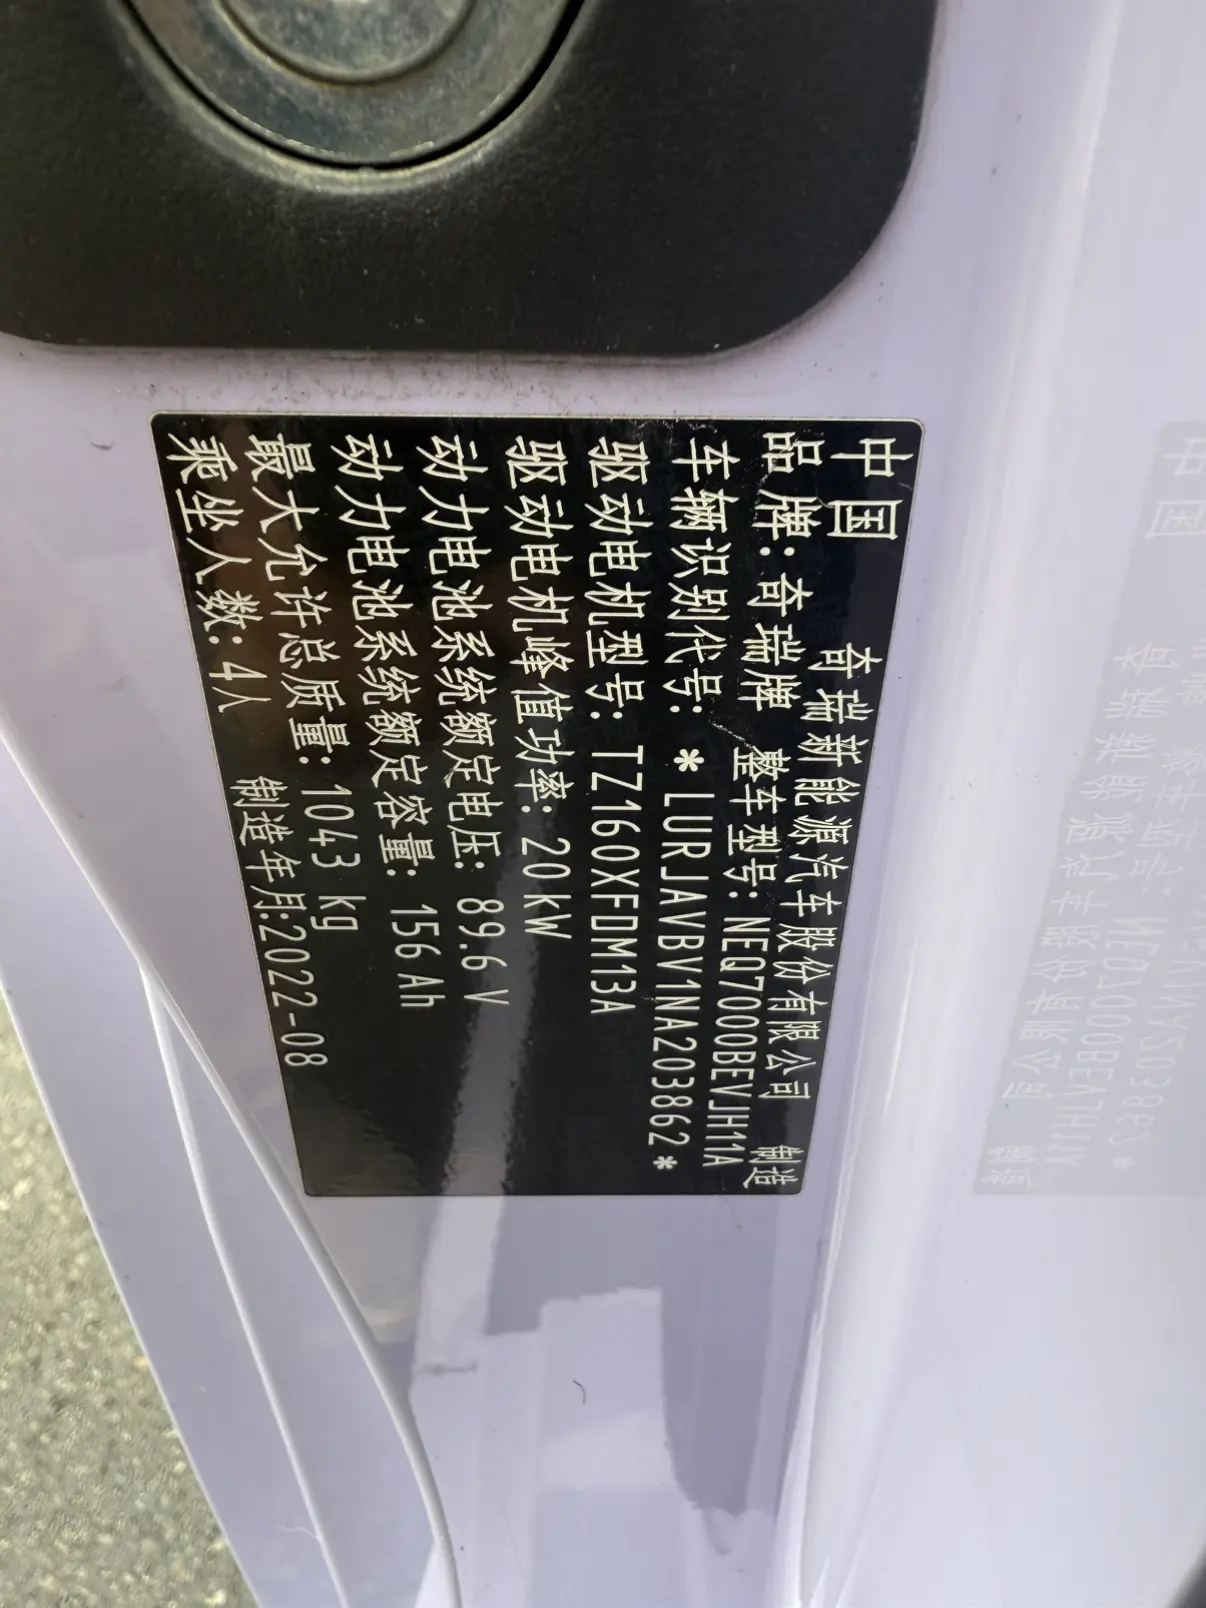 中国 奇瑞新能源汽车股份有限公司 制造
品牌:奇瑞牌 整车型号:NEQ7000BEVJH11A
车辆识别代号:*LURJAVBV1NA203862*
驱动电机型号:TZ160XFDM13A
驱动电机峰值功率:20kW
动力电池系统额定电压:89.6 V
动力电池系统额定容量:156 Ah
最大允许总质量:1043 kg
乘坐人数:4人 制造年月:2022-08